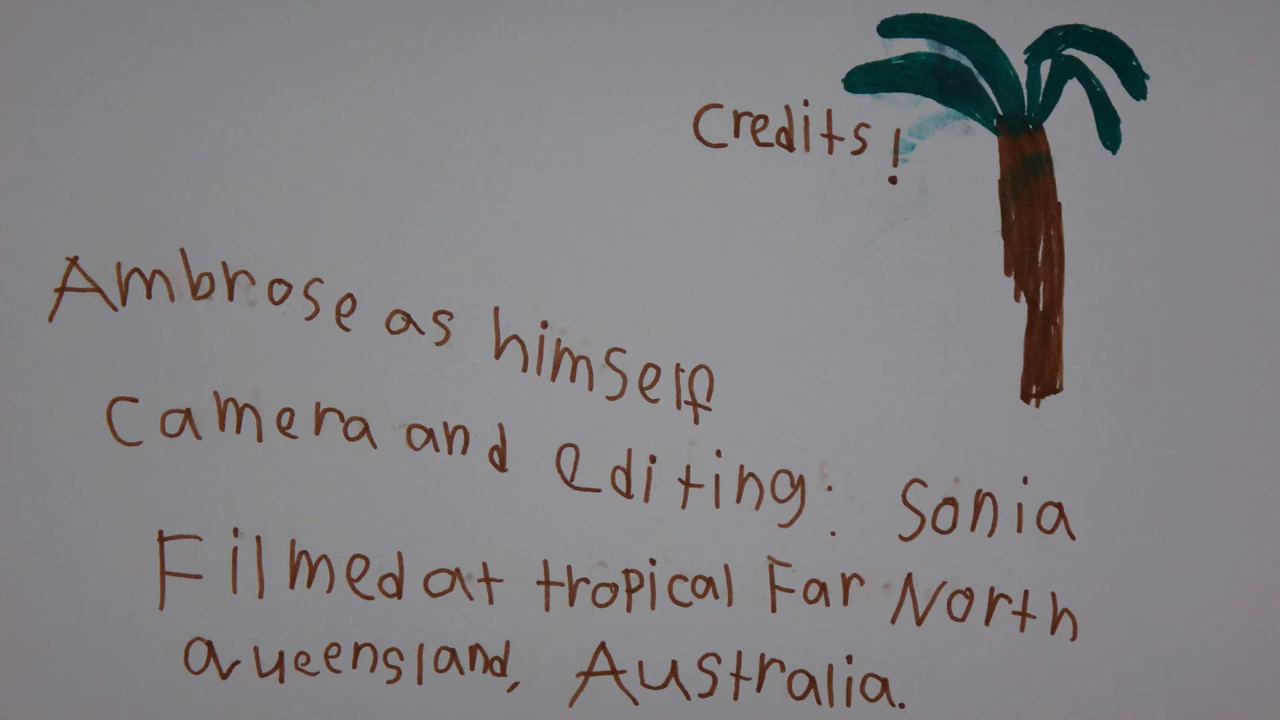 Credits!
Ambrose as himself
Camera and editing: Sonia
Filmed at tropical Far North
Queensland, Australia.